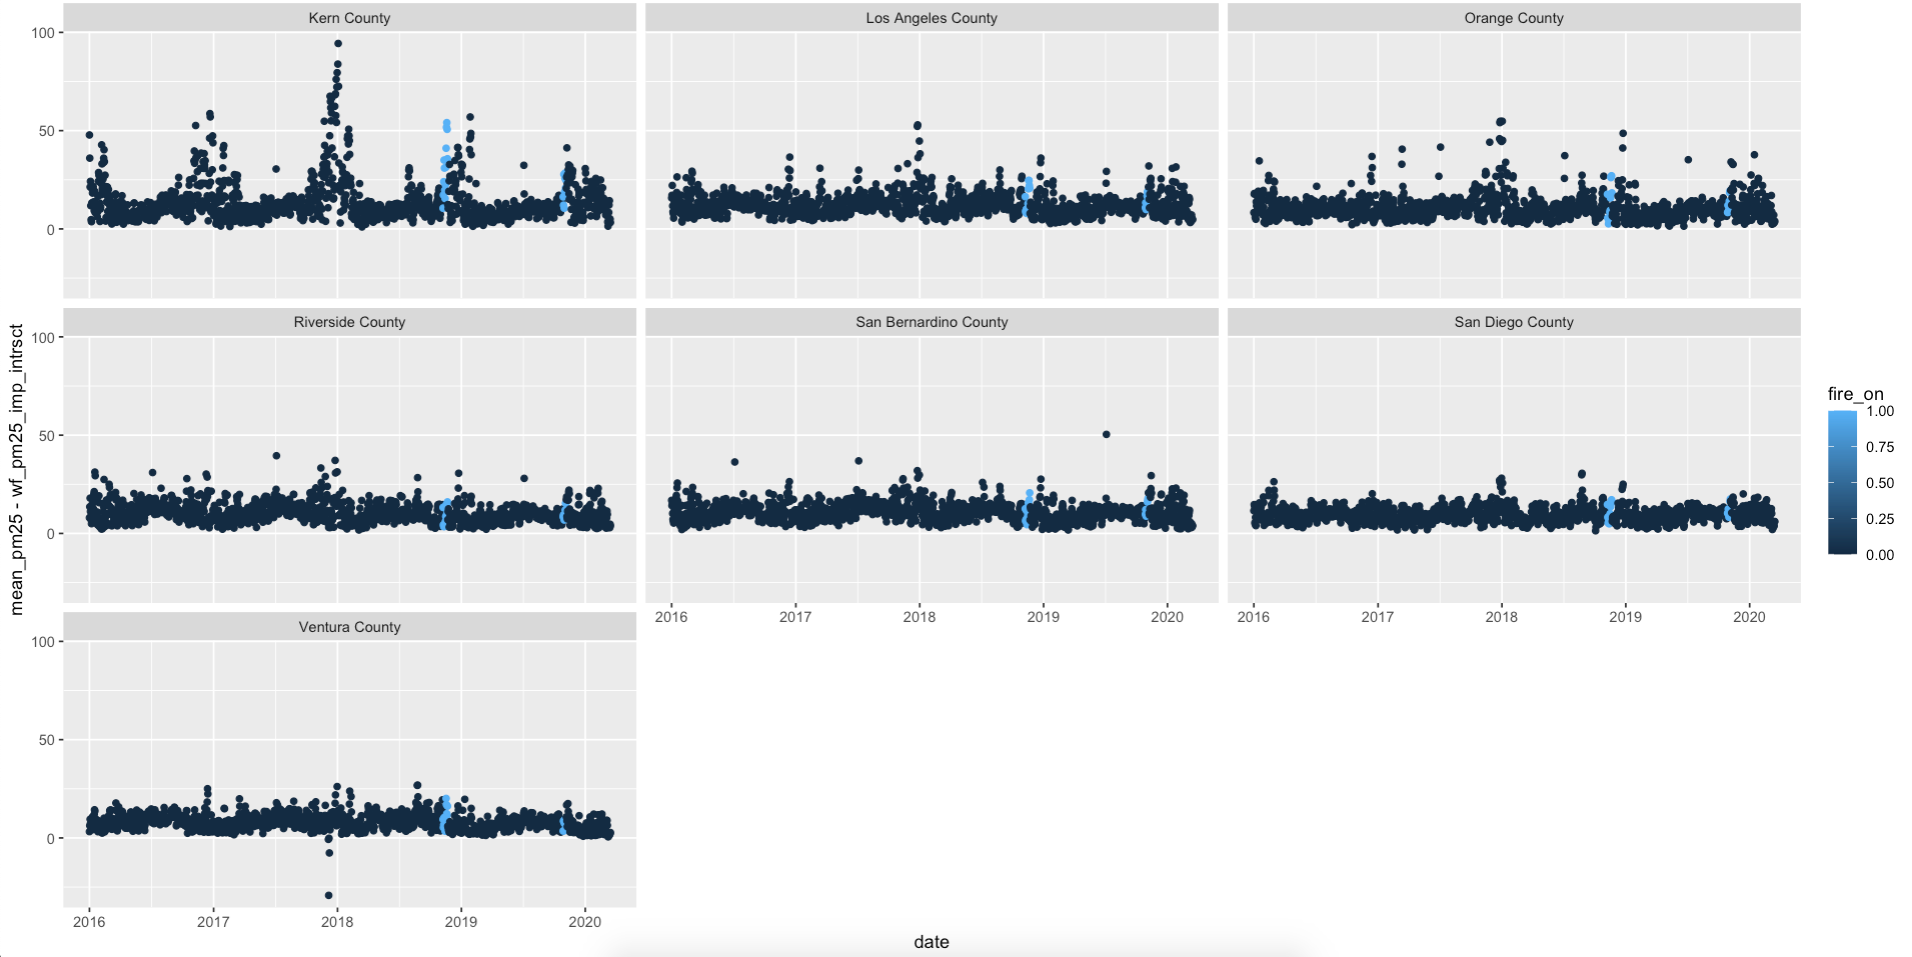 Kern County
Los Angeles County
Orange County
100
50
0
Riverside County
San Bernardino County
San Diego County
100
50
0
2016 2017 2018 2019 2020
2016 2017 2018 2019 2020
Ventura County
100
50
0
2016 2017 2018 2019 2020
date
mean_pm25 - wf_pm25_imp_intrsct
fire_on
1.00
0.75
0.50
0.25
0.00